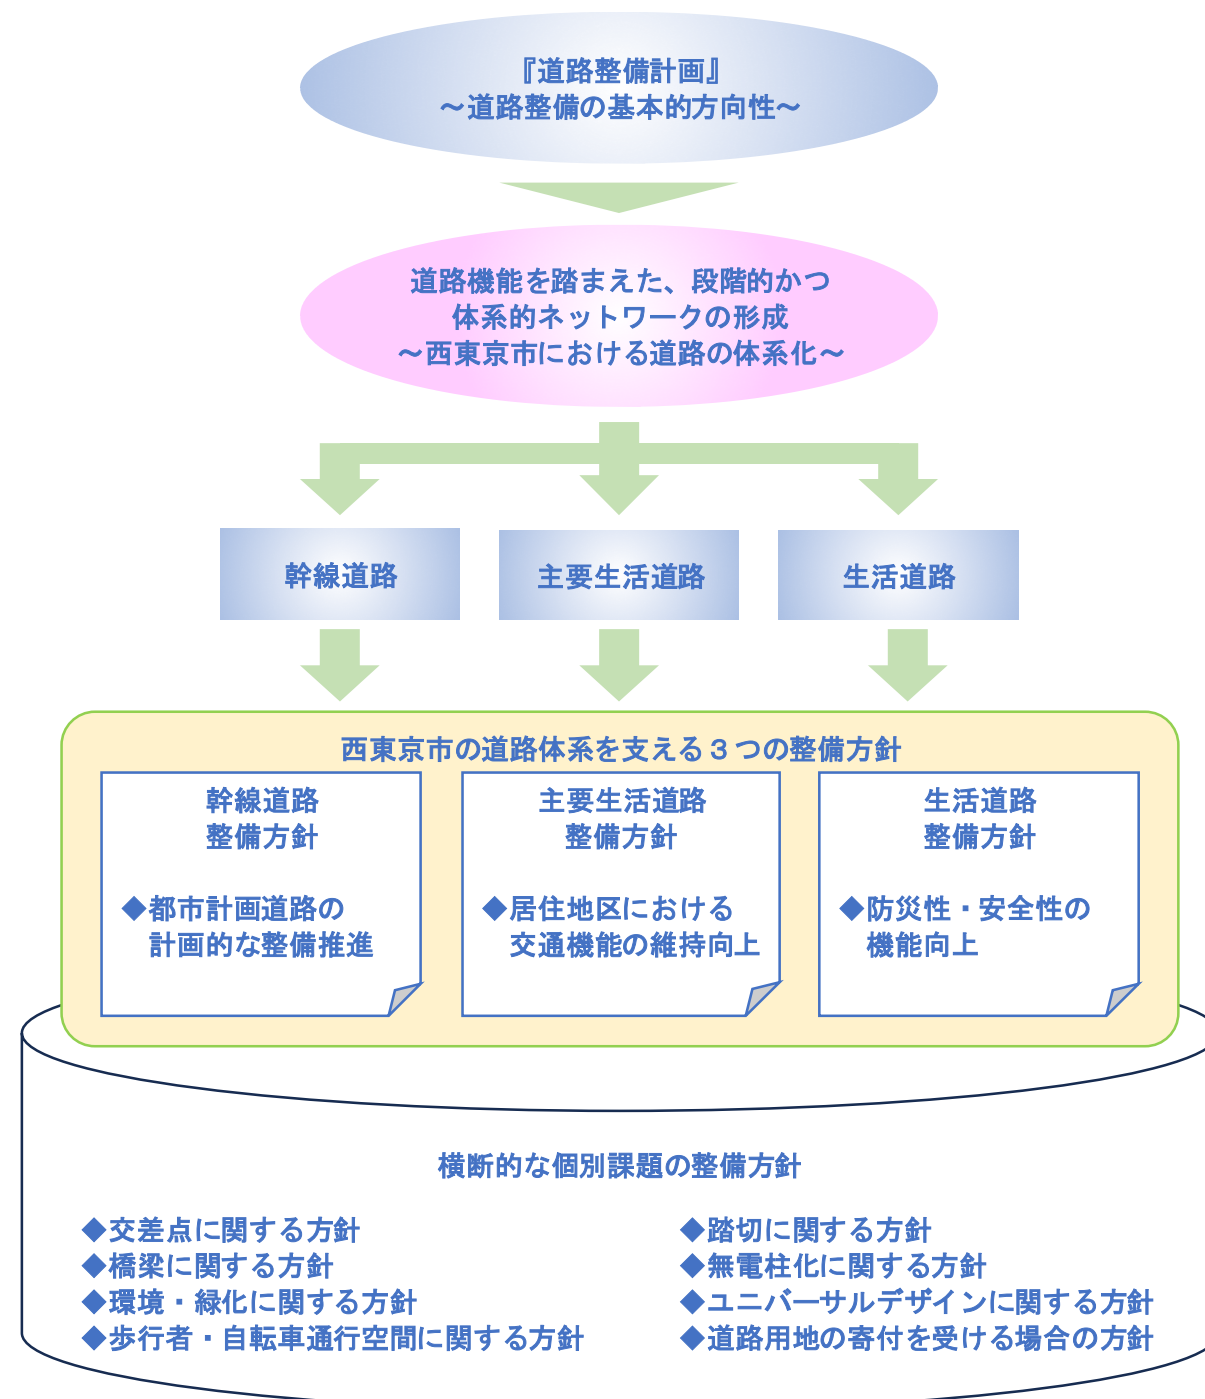 『道路整備計画』
～道路整備の基本的方向性～
道路機能を踏まえた、段階的かつ
体系的ネットワークの形成
～西東京市における道路の体系化～
幹線道路
主要生活道路
生活道路
西東京市の道路体系を支える３つの整備方針
幹線道路
整備方針
◆都市計画道路の
計画的な整備推進
主要生活道路
整備方針
◆居住地区における
交通機能の維持向上
生活道路
整備方針
◆防災性・安全性の
機能向上
横断的な個別課題の整備方針
◆交差点に関する方針
◆橋梁に関する方針
◆環境・緑化に関する方針
◆歩行者・自転車通行空間に関する方針
◆踏切に関する方針
◆無電柱化に関する方針
◆ユニバーサルデザインに関する方針
◆道路用地の寄付を受ける場合の方針